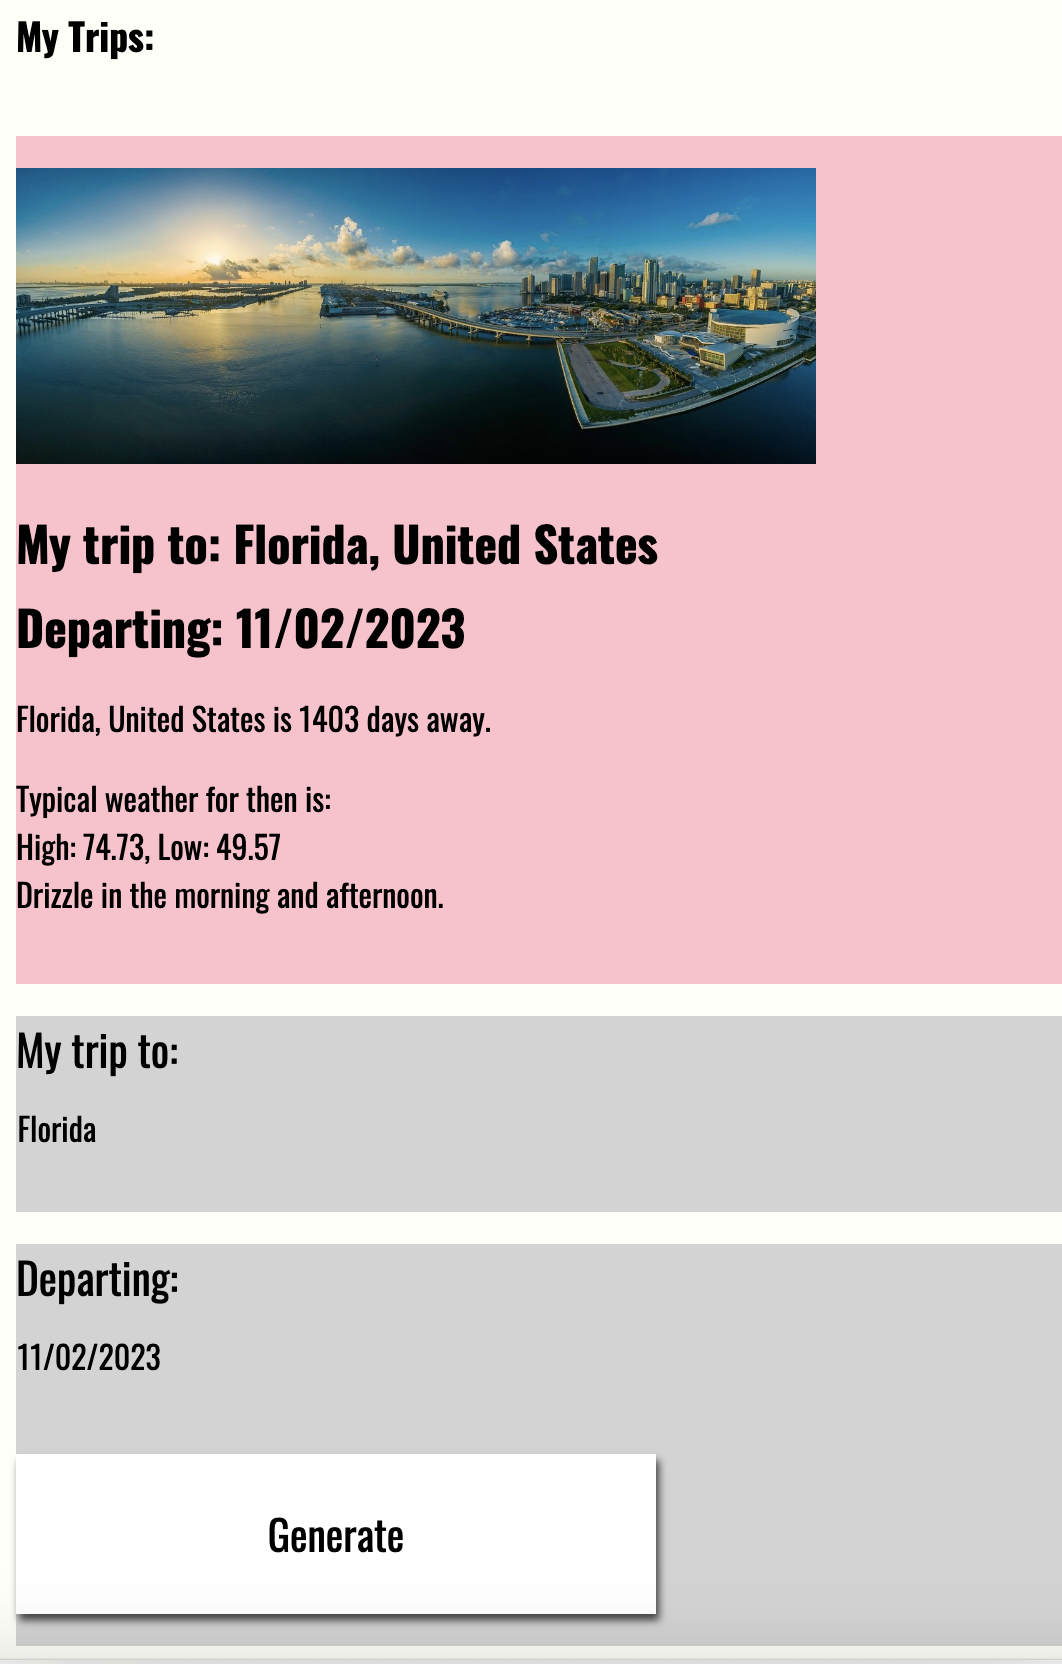 My Trips:
My trip to: Florida, United States
Departing: 11/02/2023
Florida, United States is 1403 days away.
Typical weather for then is:
High: 74.73, Low: 49.57
Drizzle in the morning and afternoon.
My trip to:
Florida
Departing:
11/02/2023
Generate